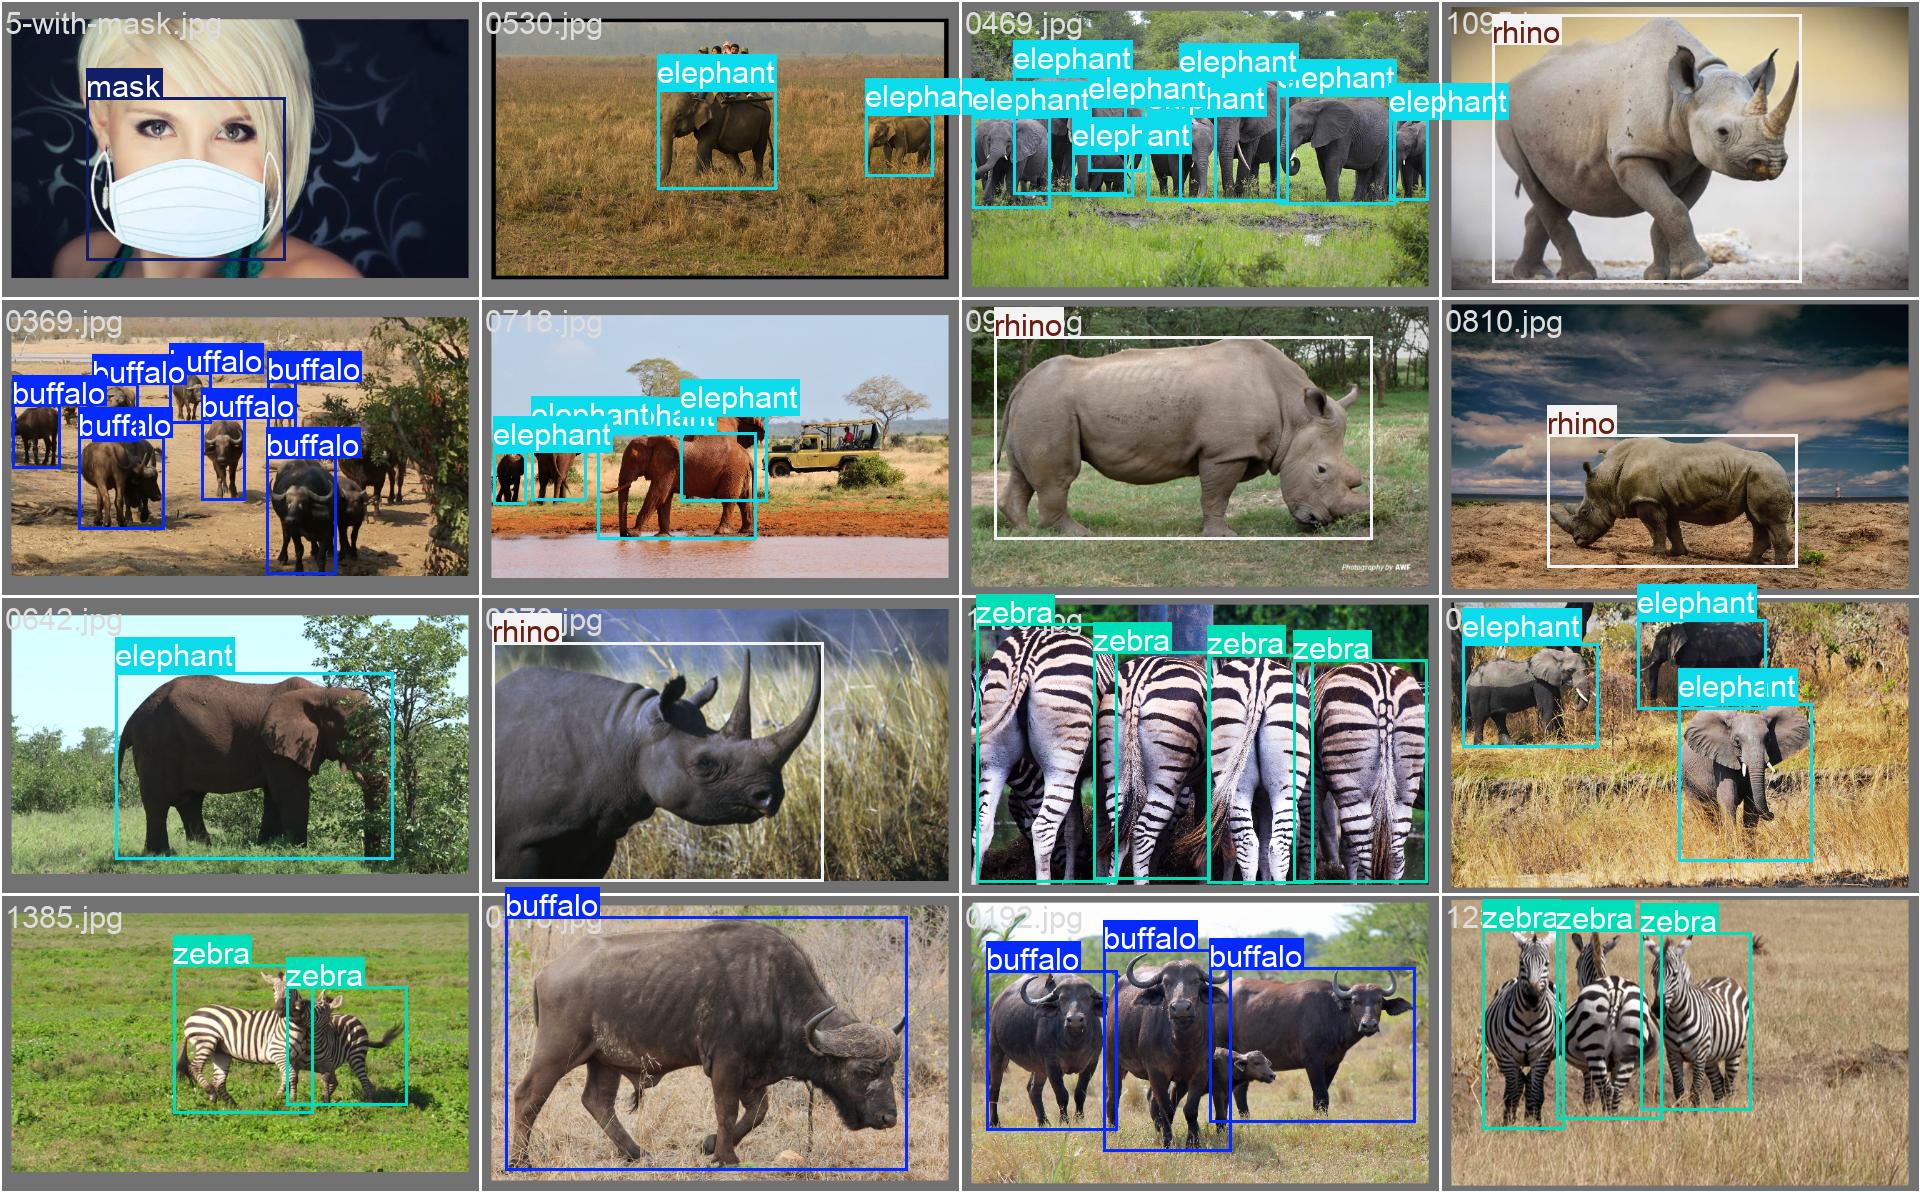 5-with-mask.jpg
mask
0530.jpg
elephant
elephan
0469.jpg
elephant
elephant
elephant
elephant
elephant
elephant
rhino
0369.jpg
buffalo
buffalo
buffalo
buffalo
buffalo
buffalo
0718.jpg
elephant
elephant
elephant
rhino
Photography by AWF
0810.jpg
rhino
0642.jpg
elephant
rhino
zebra
zebra
zebra
zebra
elephant
elephant
elephant
1385.jpg
zebra
zebra
buffalo
0192.jpg
buffalo
buffalo
buffalo
zebra
zebra
zebra